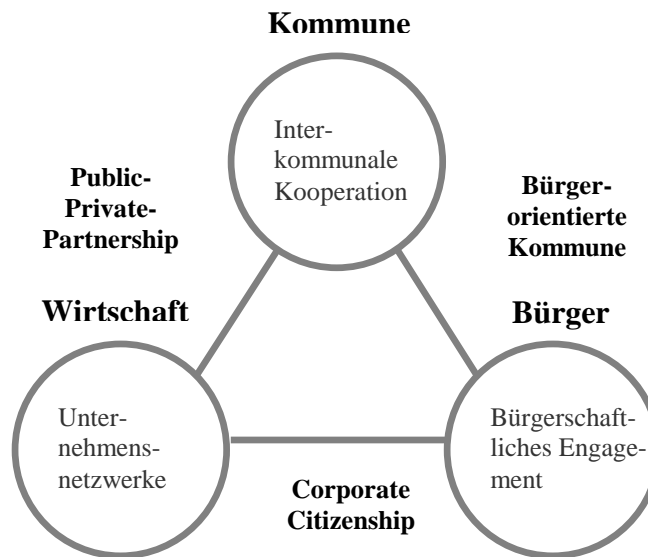 Kommune
Inter-
kommunale
Kooperation
Public-
Private-
Partnership
Bürger-
orientierte
Kommune
Wirtschaft
Bürger
Unter-
nehmens-
netzwerke
Bürgerschaft-
liches Engage-
ment
Corporate
Citizenship